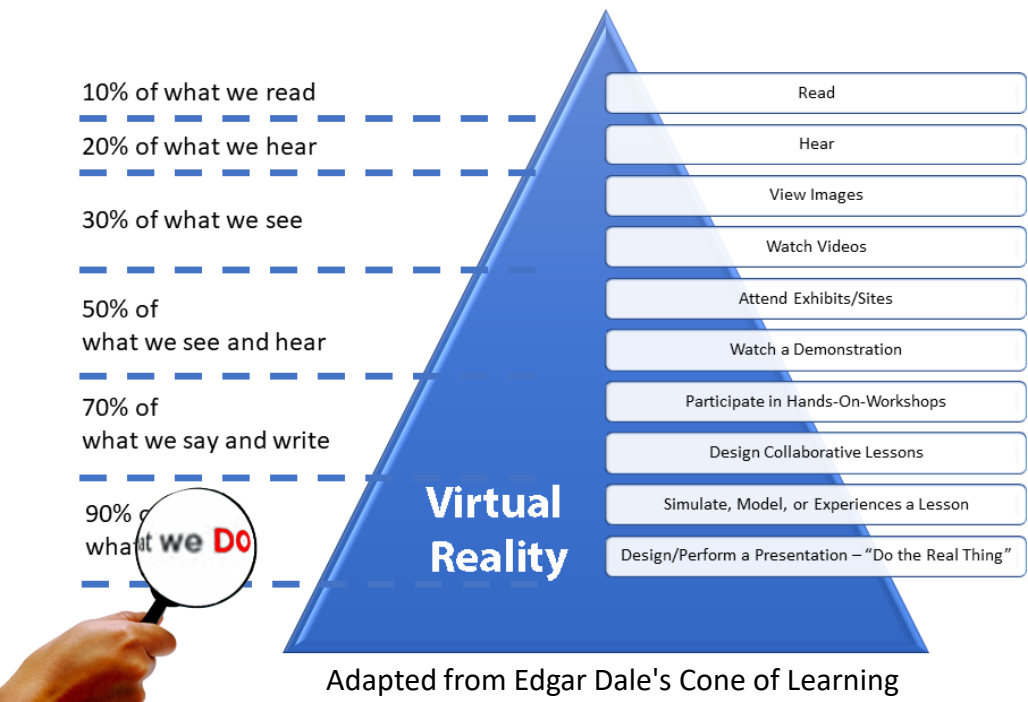 10% of what we read
20% of what we hear
30% of what we see
50% of
what we see and hear
70% of
what we say and write
90%
what we Do
Virtual
Reality
Read
Hear
View Images
Watch Videos
Attend Exhibits/Sites
Watch a Demonstration
Participate in Hands-On-Workshops
Design Collaborative Lessons
Simulate, Model, or Experiences a Lesson
Design/Perform a Presentation – “Do the Real Thing”
Adapted from Edgar Dale's Cone of Learning